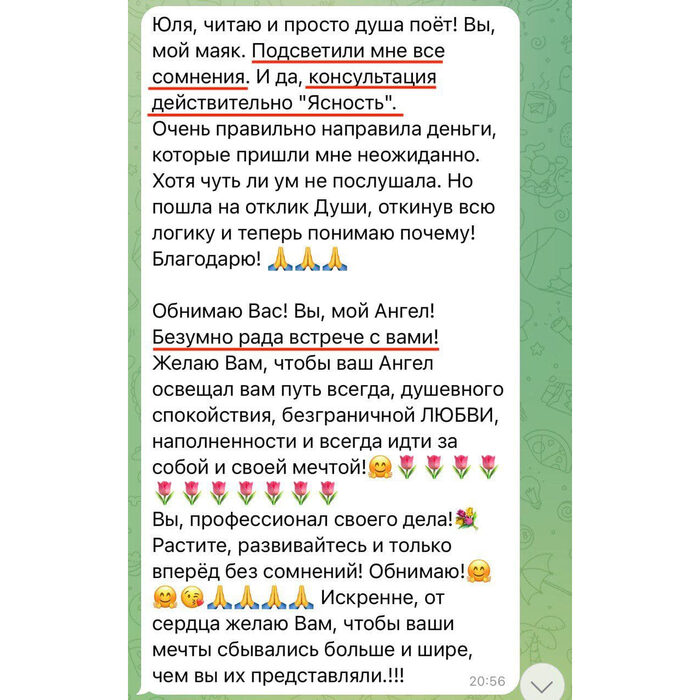 Юля, читаю и просто душа поёт! Вы,
мой маяк. Подсветили мне все
сомнения. И да, консультация
действительно "Ясность".
Очень правильно направила деньги,
которые пришли мне неожиданно.
Хотя чуть ли ум не послушала. Но
пошла на отклик Души, откинув всю
логику и теперь понимаю почему!
Благодарю! 🙏🙏🙏
Обнимаю Вас! Вы, мой Ангел!
Безумно рада встрече с вами!
Желаю Вам, чтобы ваш Ангел
освещал вам путь всегда, душевного
спокойствия, безграничной ЛЮБВИ,
наполненности и всегда идти за
собой и своей мечтой!🤗🌷🌷🌷🌷
🌷🌷🌷🌷🌷🌷🌷
Вы, профессионал своего дела!💐
Растите, развивайтесь и только
вперёд без сомнений! Обнимаю!🤗
🤗😘🙏🙏🙏🙏 Искренне, от
сердца желаю Вам, чтобы ваши
мечты сбывались больше и шире,
чем вы их представляли.!!!
20:56